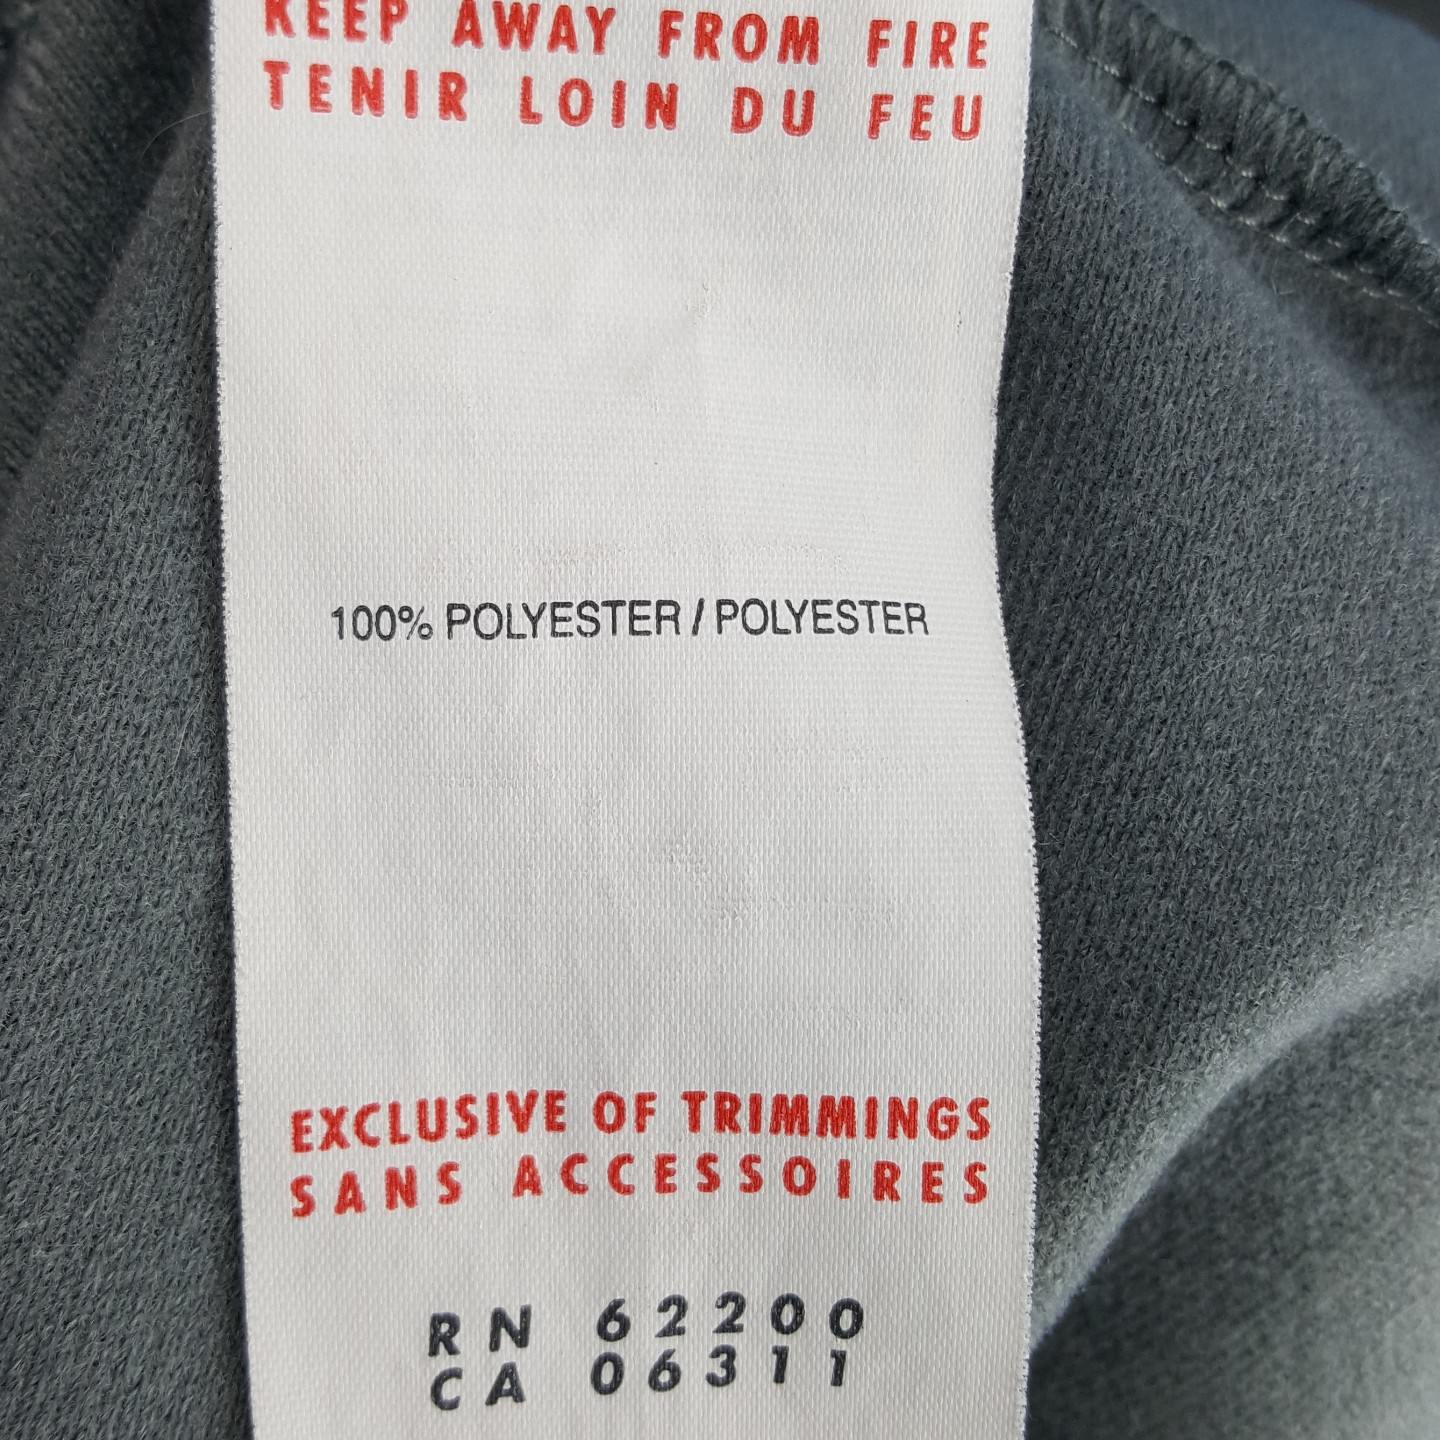 KEEP AWAY FROM FIRE
TENIR LOIN DU FEU
100% POLYESTER / POLYESTER
EXCLUSIVE OF TRIMMINGS
SANS ACCESSOIRES
RN 62200
CA 06311